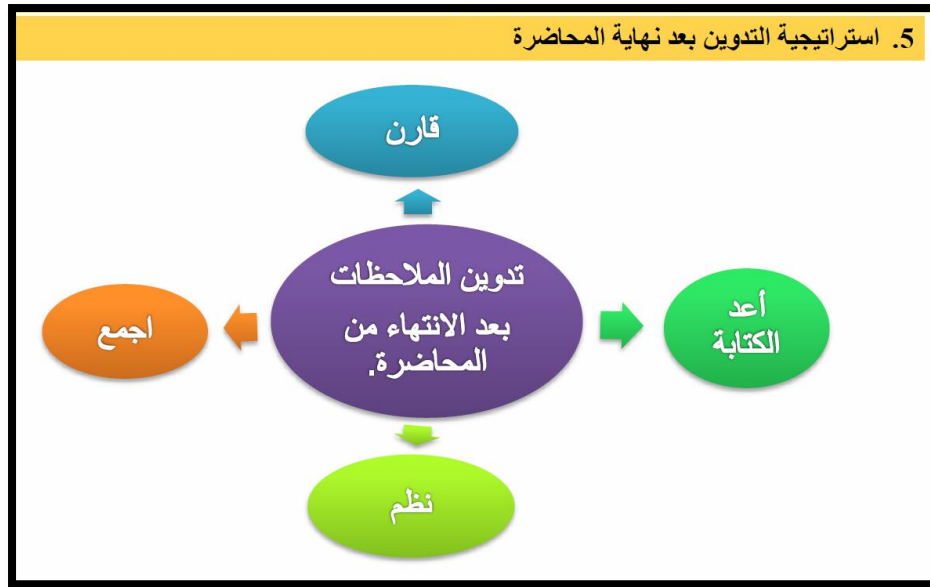 5. استراتيجية التدوين بعد نهاية المحاضرة
قارن
تدوين الملاحظات
بعد الانتهاء من
المحاضرة.
أعد
الكتابة
اجمع
نظم